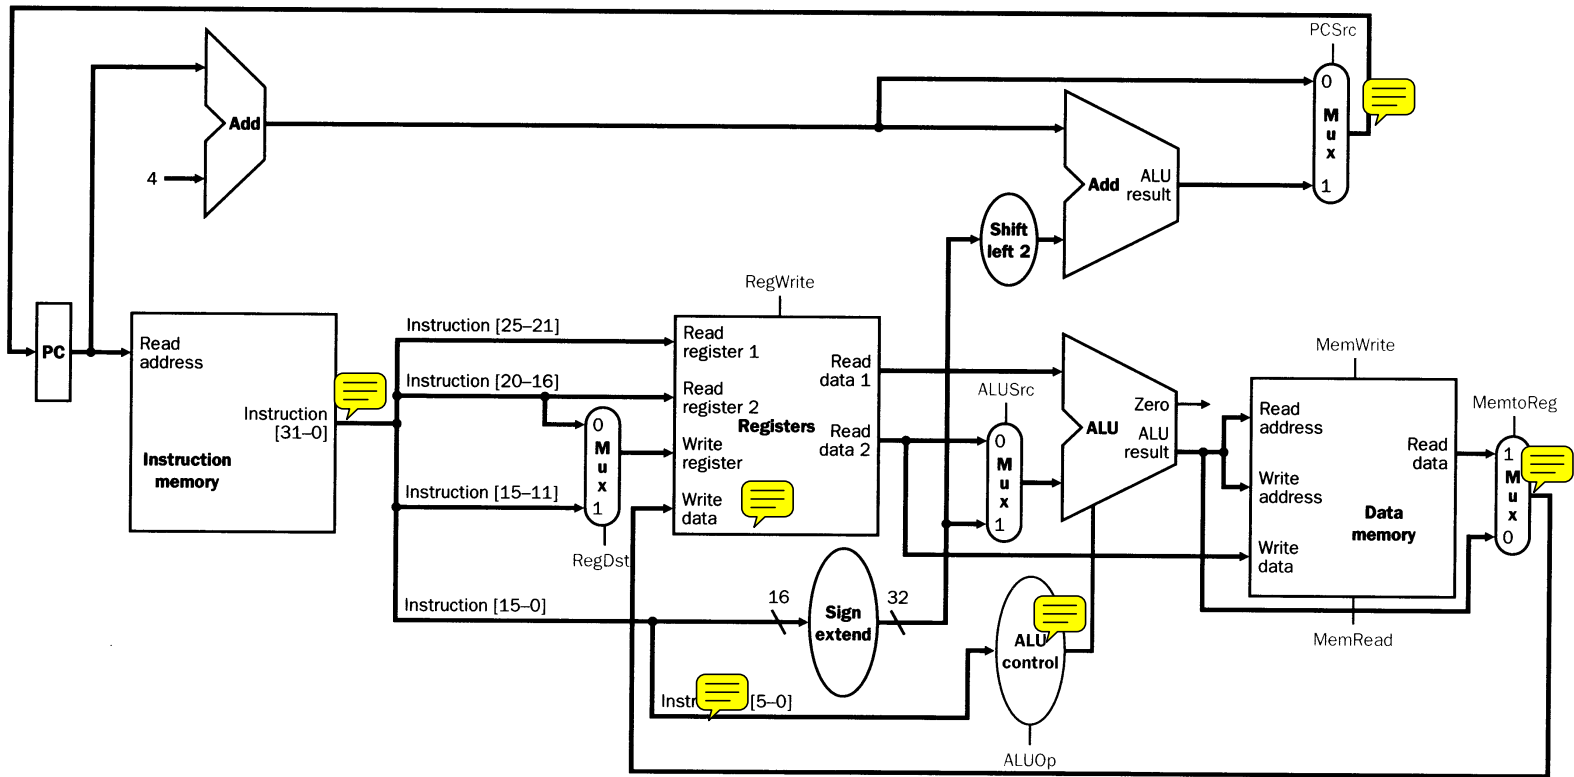 PCSrc
0
M
u
x
1
Add
4
Add
ALU
result
Shift
left 2
RegWrite
PC
Read
address
Instruction
[31–0]
Instruction
memory
Instruction [25–21]
Instruction [20–16]
Instruction [15–11]
Instruction [15–0]
0
M
u
x
1
RegDst
Read
register 1
Read
register 2
Write
register
Write
data
Registers
Read
data 1
Read
data 2
16
Sign
extend
32
Instr [5–0]
ALUSrc
0
M
u
x
1
ALU
Zero
ALU
result
ALU
control
ALUOp
MemWrite
Read
address
Write
address
Write
data
Read
data
Data
memory
MemRead
MemtoReg
1
M
u
x
0